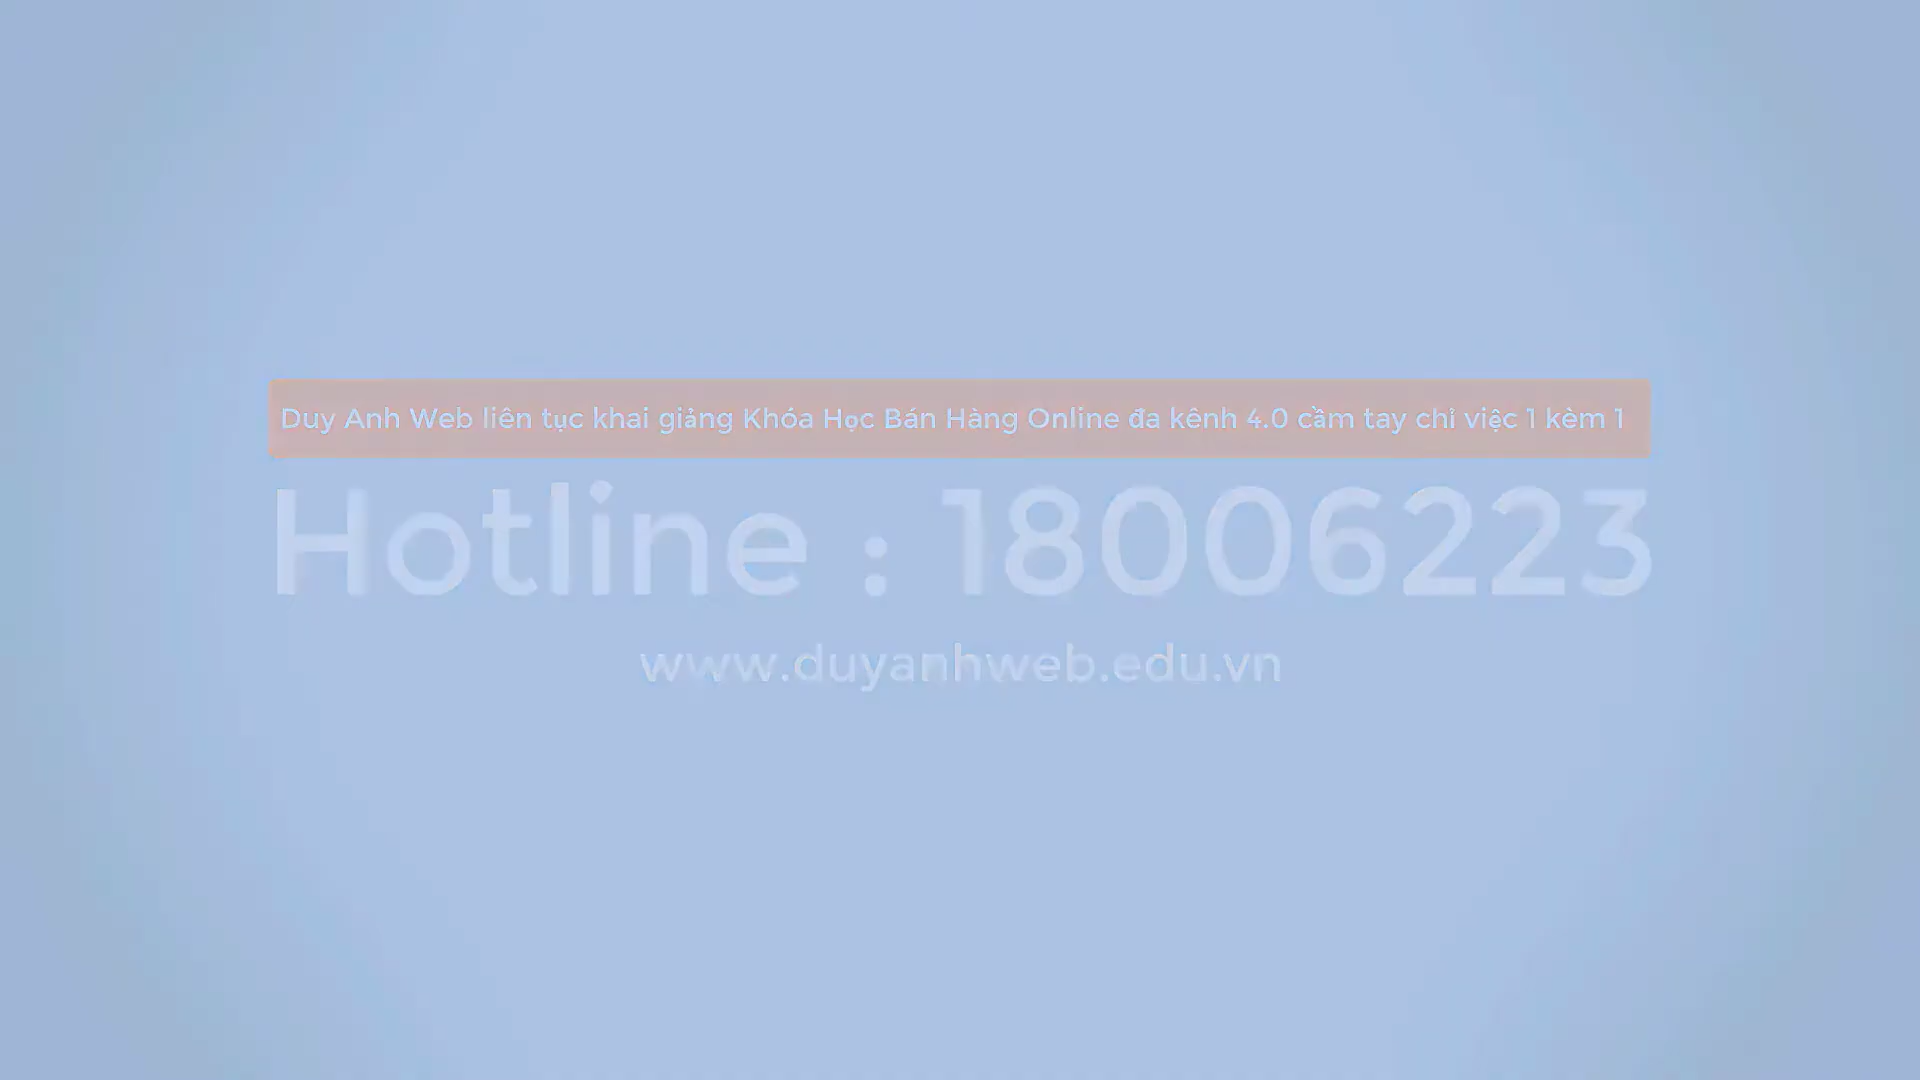 Duy Anh Web liên tục khai giảng Khóa Học Bán Hàng Online đa kênh 4.0 cầm tay chỉ việc 1 kèm 1
Hotline : 18006223
www.duyanhweb.edu.vn